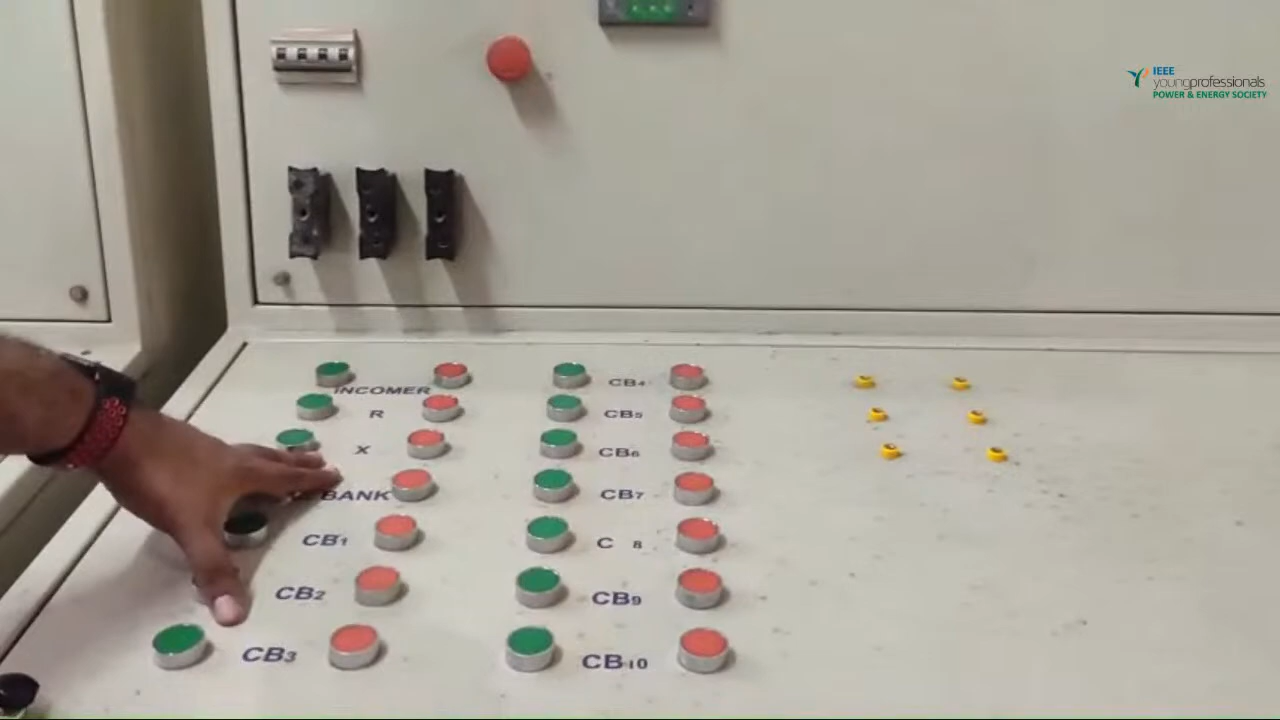 IEEE
youngprofessionals
POWER & ENERGY SOCIETY
INCOMER
R
X
BANK
CB1
CB2
CB3
CB4
CB5
CB6
CB7
C 8
CB9
CB10